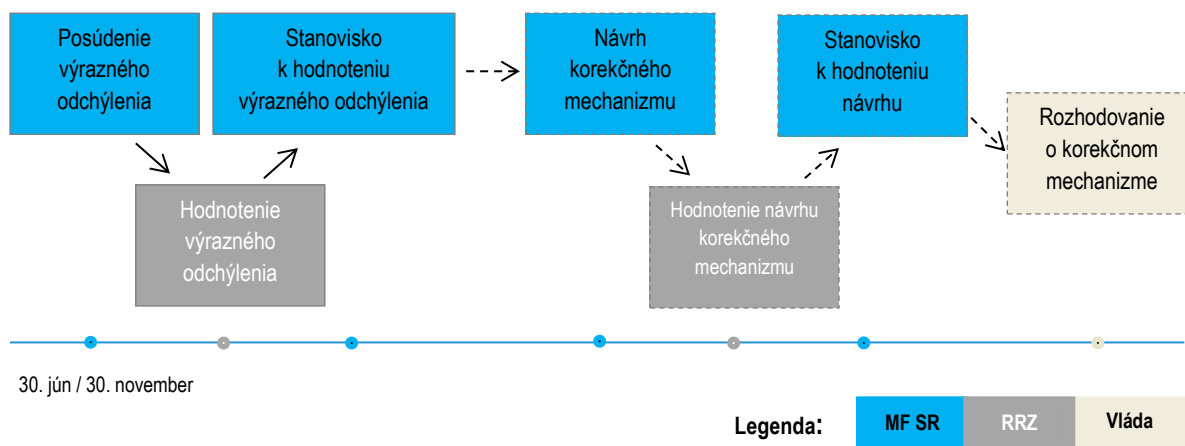 Posúdenie
výrazného
odchýlenia
Stanovisko
k hodnoteniu
výrazného odchýlenia
Návrh
korekčného
mechanizmu
Stanovisko
k hodnoteniu
návrhu
Rozhodovanie
o korekčnom
mechanizme
Hodnotenie
výrazného
odchýlenia
Hodnotenie návrhu
korekčného
mechanizmu
30. jún / 30. november
Legenda:
MF SR
RRZ
Vláda